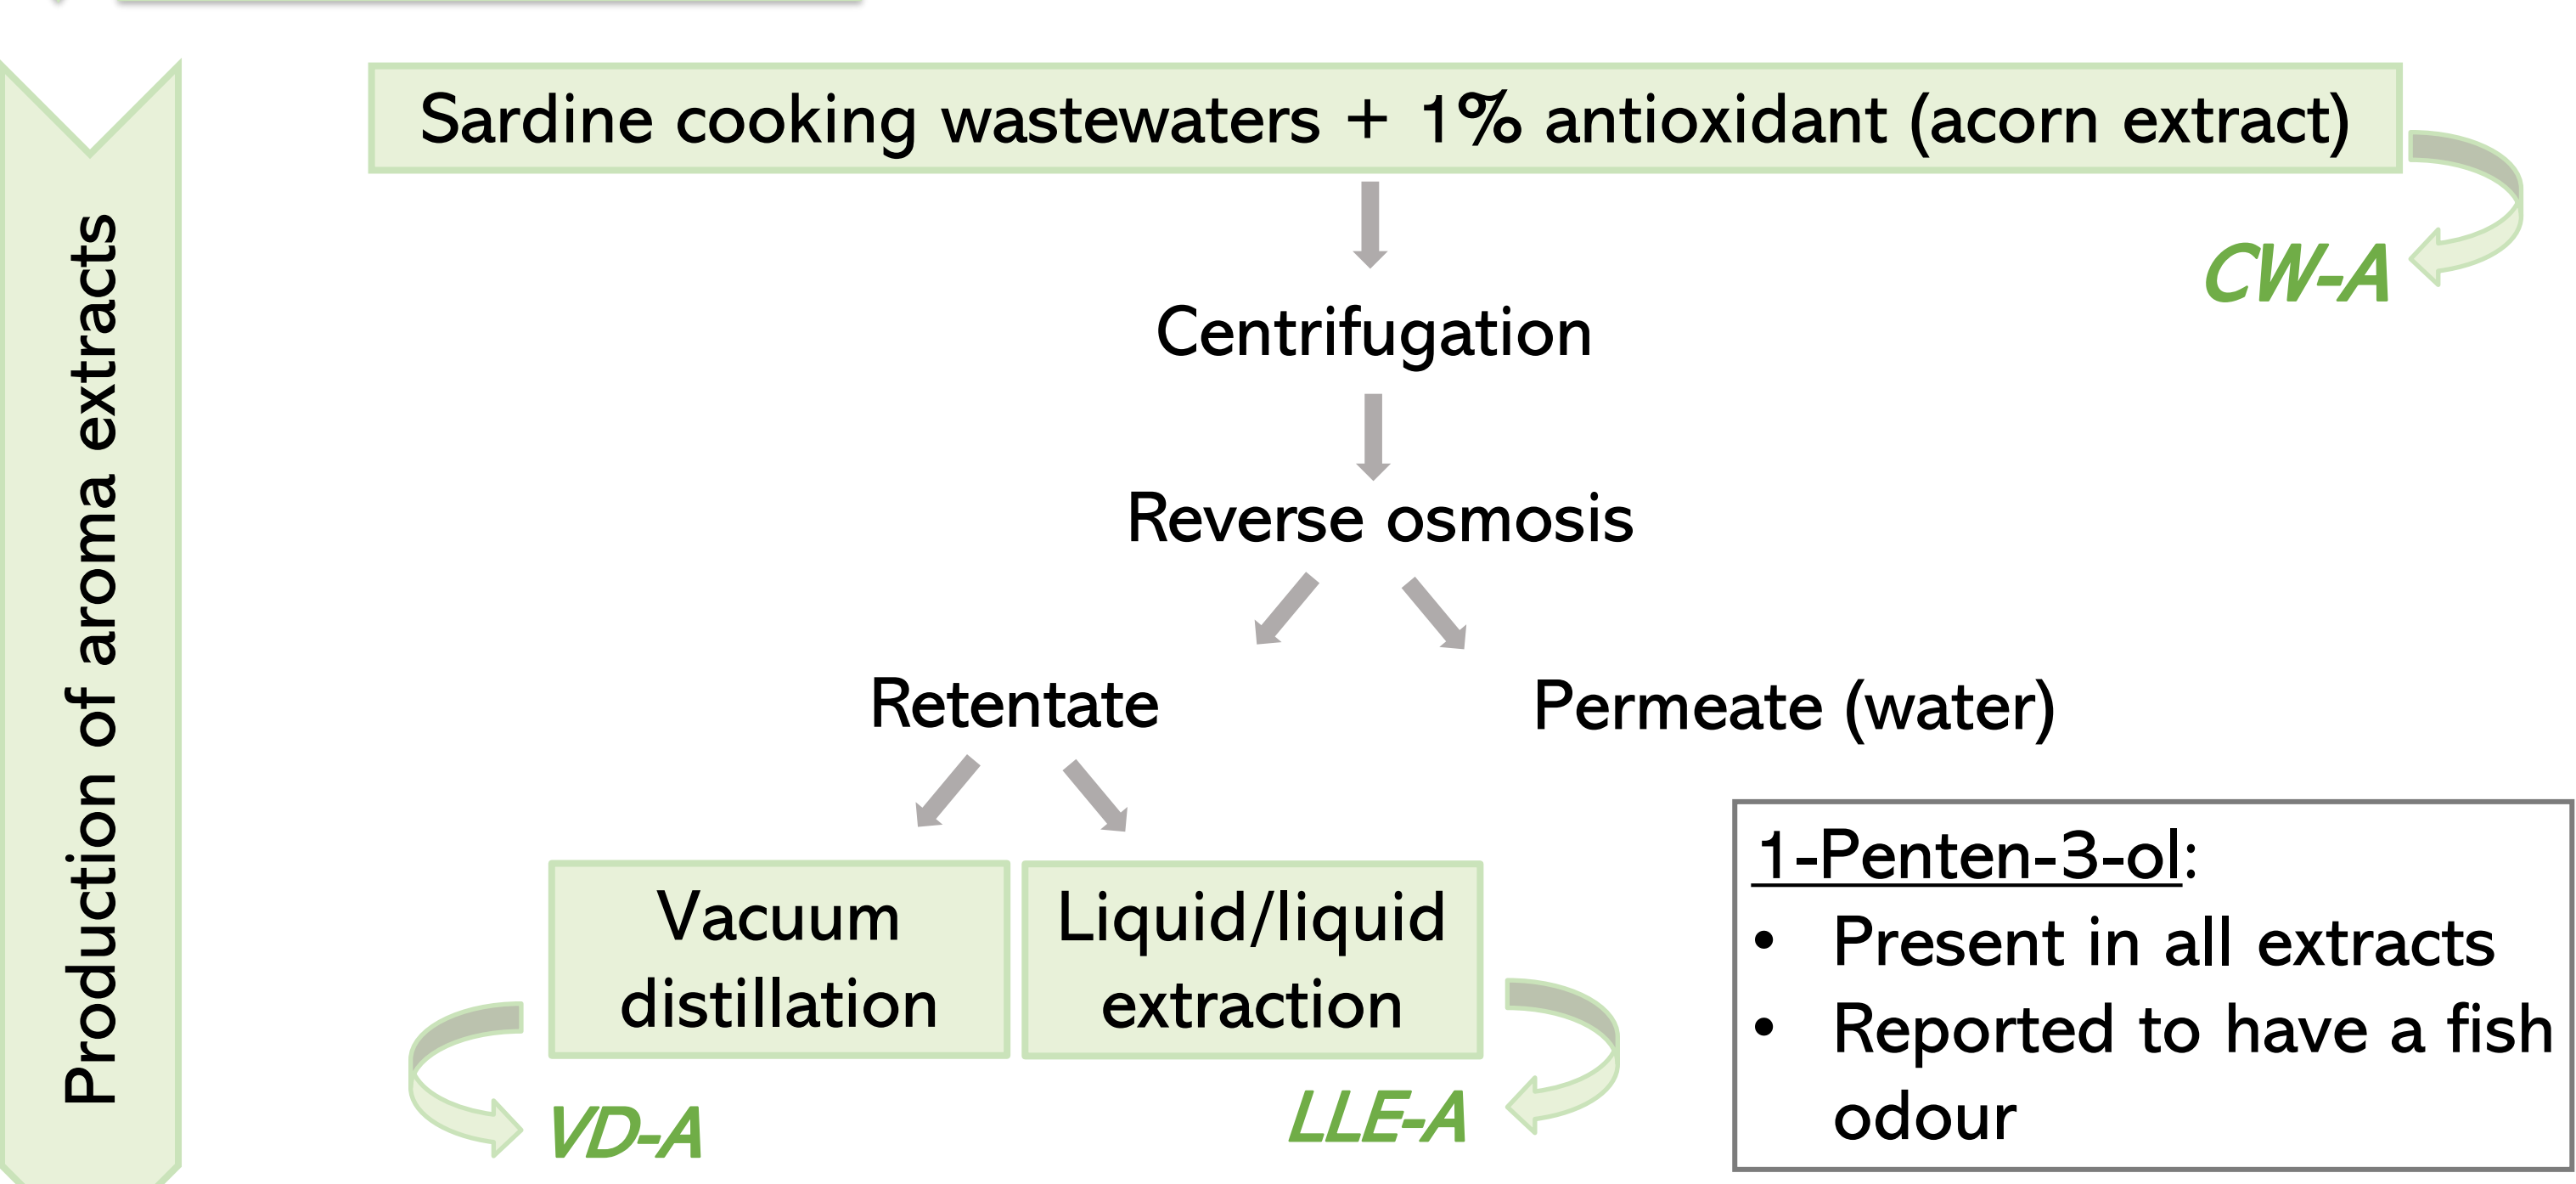 Production of aroma extracts
Sardine cooking wastewaters + 1% antioxidant (acorn extract)
CW-A
Centrifugation
Reverse osmosis
Retentate
Permeate (water)
Vacuum
distillation
Liquid/liquid
extraction
VD-A
LLE-A
1-Penten-3-ol:
• Present in all extracts
• Reported to have a fish
odour